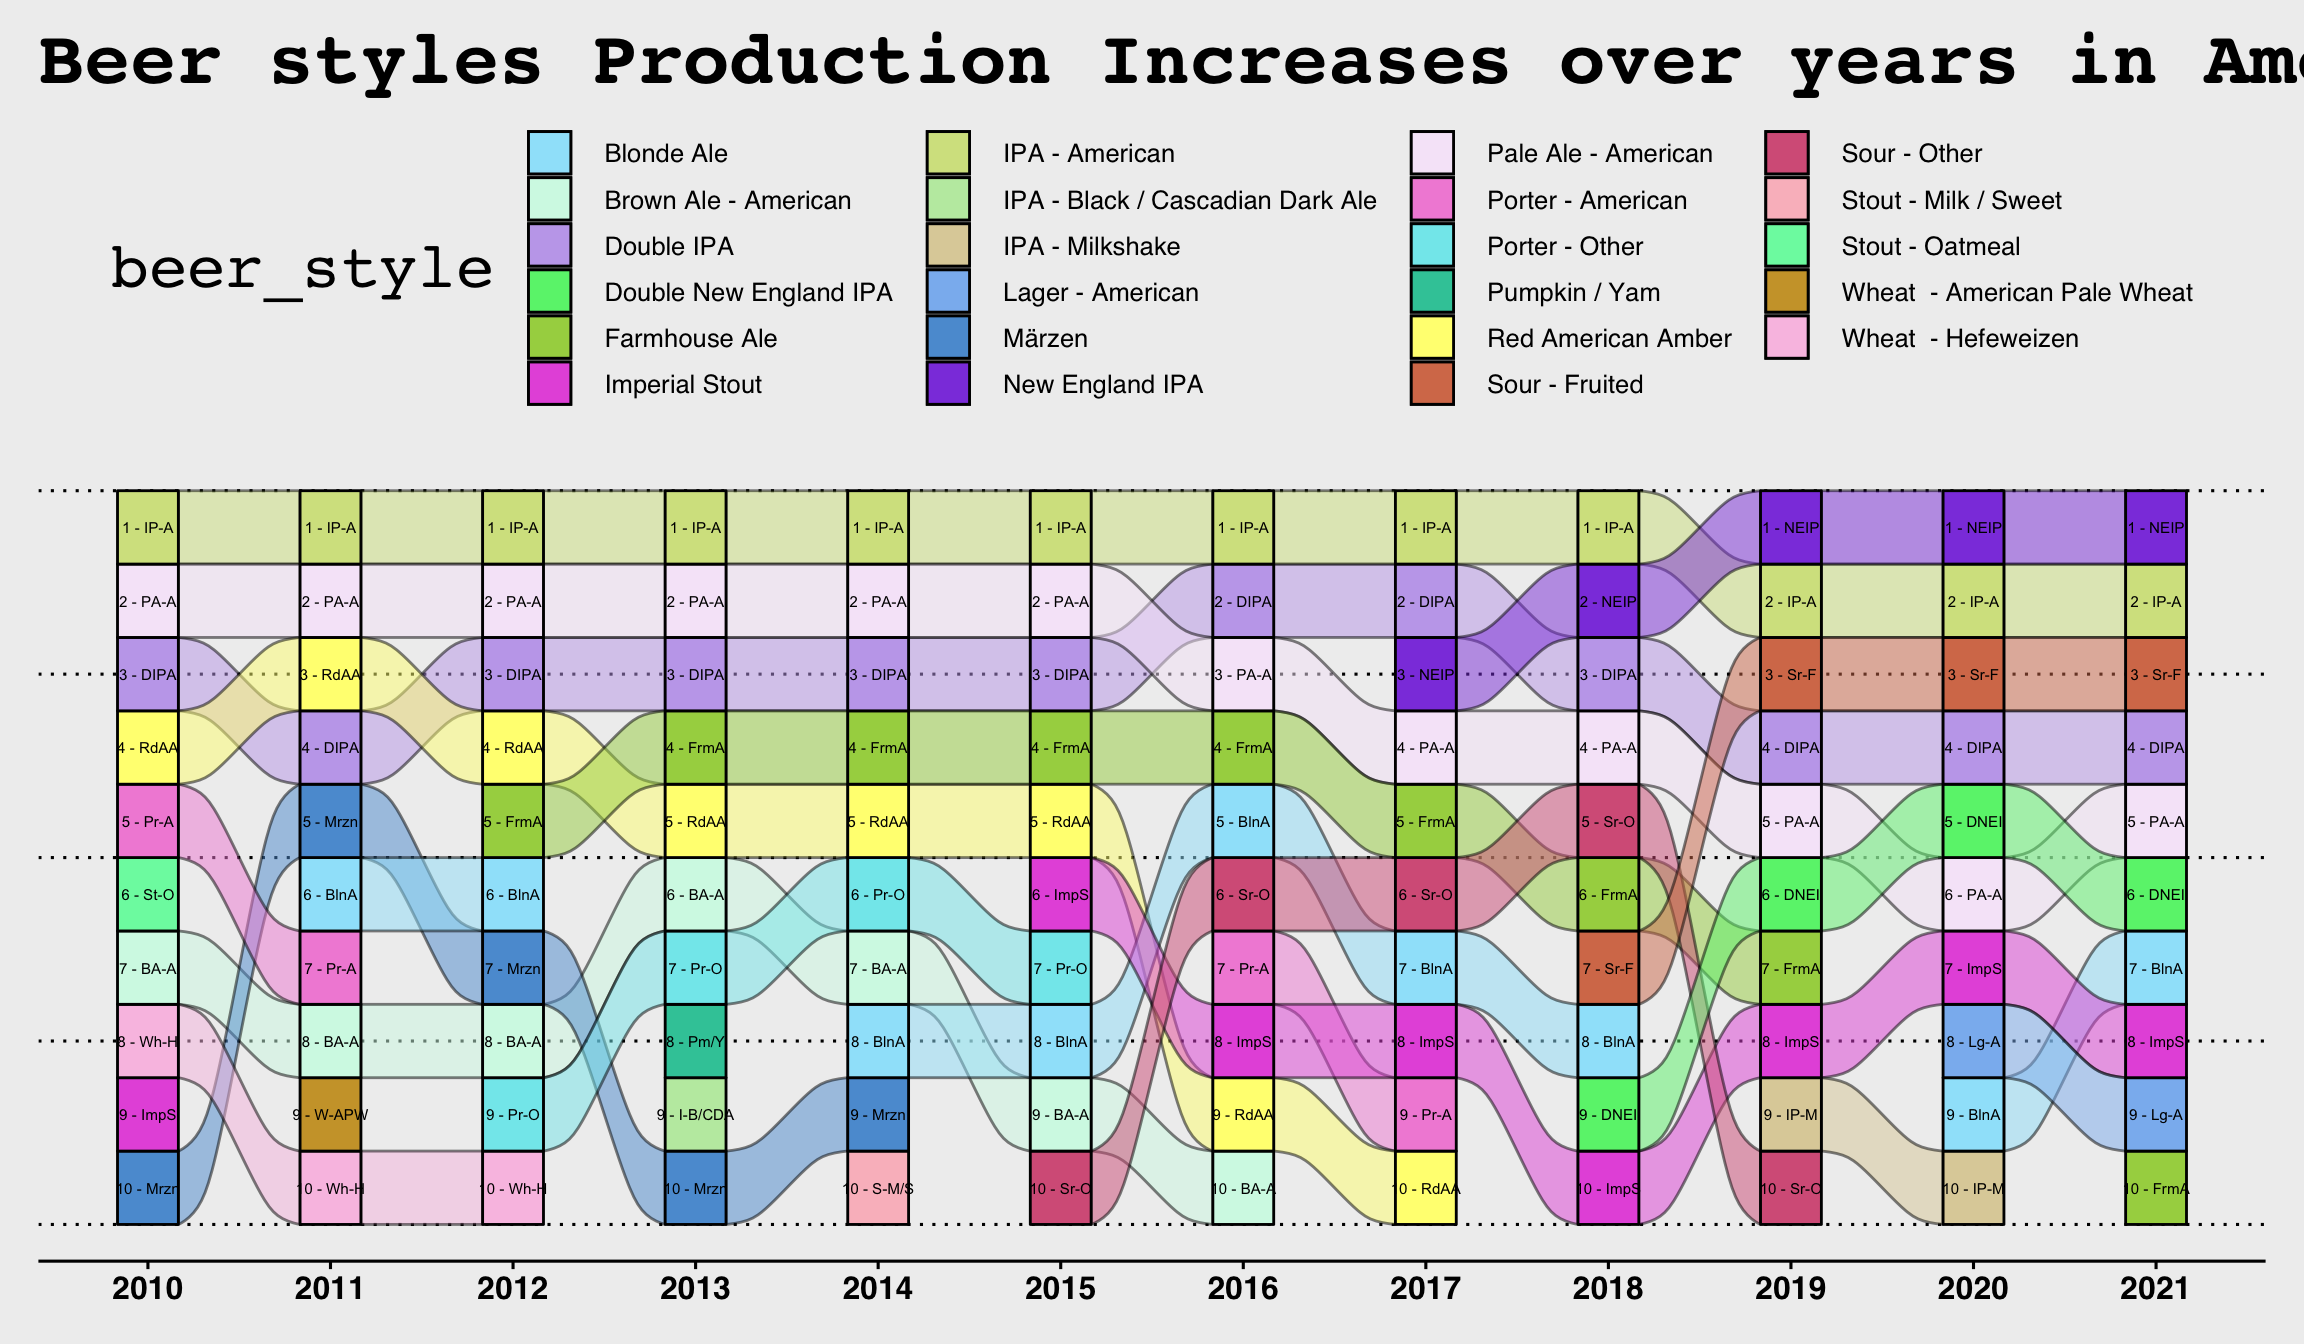 Beer styles Production Increases over years in Am
beer_style
Blonde Ale
Brown Ale - American
Double IPA
Double New England IPA
Farmhouse Ale
Imperial Stout
IPA - American
IPA - Black / Cascadian Dark Ale
IPA - Milkshake
Lager - American
Märzen
New England IPA
Pale Ale - American
Porter - American
Porter - Other
Pumpkin / Yam
Red American Amber
Sour - Fruited
Sour - Other
Stout - Milk / Sweet
Stout - Oatmeal
Wheat - American Pale Wheat
Wheat - Hefeweizen
1 - IP-A 1 - IP-A 1 - IP-A 1 - IP-A 1 - IP-A 1 - IP-A 1 - IP-A 1 - IP-A 1 - IP-A 1 - NEIP 1 - NEIP 1 - NEIP
2 - PA-A 2 - PA-A 2 - PA-A 2 - PA-A 2 - PA-A 2 - PA-A 2 - DIPA 2 - DIPA 2 - NEIP 2 - IP-A 2 - IP-A 2 - IP-A
3 - DIPA 3 - RdAA 3 - DIPA 3 - DIPA 3 - DIPA 3 - DIPA 3 - PA-A 3 - NEIP 3 - DIPA 3 - Sr-F 3 - Sr-F 3 - Sr-F
4 - RdAA 4 - DIPA 4 - RdAA 4 - FrmA 4 - FrmA 4 - FrmA 4 - FrmA 4 - PA-A 4 - PA-A 4 - DIPA 4 - DIPA 4 - DIPA
5 - Pr-A 5 - Mrzn 5 - FrmA 5 - RdAA 5 - RdAA 5 - RdAA 5 - BlnA 5 - FrmA 5 - Sr-O 5 - PA-A 5 - DNEI 5 - PA-A
6 - St-O 6 - BlnA 6 - BlnA 6 - BA-A 6 - Pr-O 6 - ImpS 6 - Sr-O 6 - Sr-O 6 - FrmA 6 - DNEI 6 - PA-A 6 - DNEI
7 - BA-A 7 - Pr-A 7 - Mrzn 7 - Pr-O 7 - BA-A 7 - Pr-O 7 - Pr-A 7 - BlnA 7 - Sr-F 7 - FrmA 7 - ImpS 7 - BlnA
8 - Wh-H 8 - BA-A 8 - BA-A 8 - Pm/Y 8 - BlnA 8 - BlnA 8 - ImpS 8 - ImpS 8 - BlnA 8 - ImpS 8 - Lg-A 8 - ImpS
9 - ImpS 9 - W-APW 9 - Pr-O 9 - I-B/CDA 9 - Mrzn 9 - BA-A 9 - RdAA 9 - Pr-A 9 - DNEI 9 - IP-M 9 - BlnA 9 - Lg-A
10 - Mrzn 10 - Wh-H 10 - Wh-H 10 - Mrzn 10 - S-M/S 10 - Sr-O 10 - BA-A 10 - RdAA 10 - ImpS 10 - Sr-O 10 - IP-M 10 - FrmA
2010 2011 2012 2013 2014 2015 2016 2017 2018 2019 2020 2021